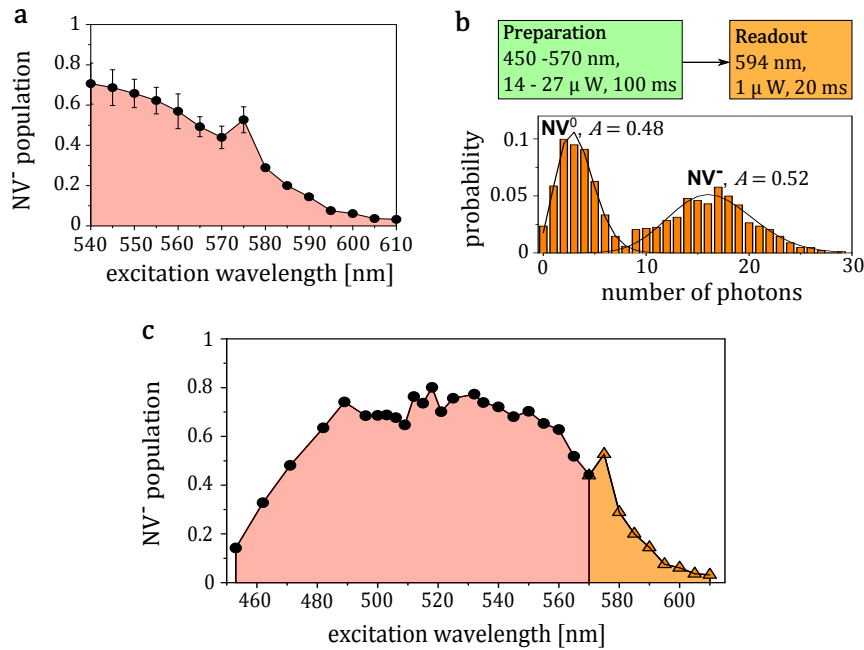 a
1
0.8
0.6
0.4
0.2
0
NV⁻ population
540 550 560 570 580 590 600 610
excitation wavelength [nm]
b
Preparation
450 -570 nm,
14 - 27 μ W, 100 ms
Readout
594 nm,
1 μ W, 20 ms
NV⁰, A = 0.48
NV⁻, A = 0.52
0.1
0.05
0
probability
0 10 20 30
number of photons
c
1
0.8
0.6
0.4
0.2
0
NV⁻ population
460 480 500 520 540 560 580 600
excitation wavelength [nm]